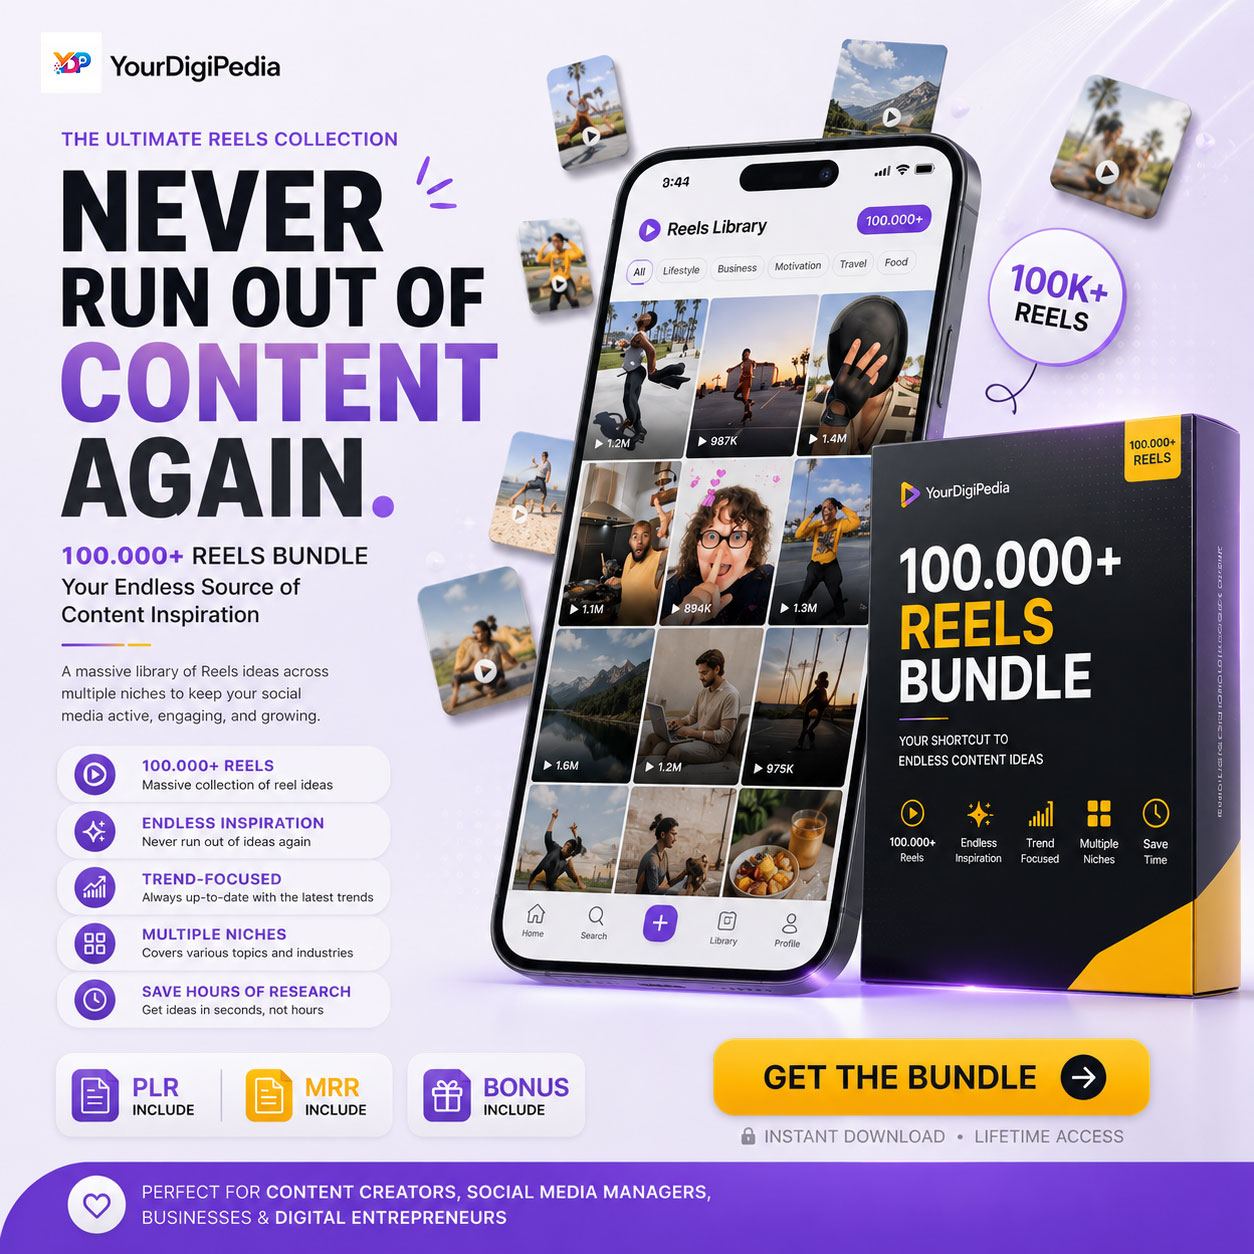 YDP YourDigiPedia
THE ULTIMATE REELS COLLECTION
NEVER
RUN OUT OF
CONTENT
AGAIN.
100.000+ REELS BUNDLE
Your Endless Source of
Content Inspiration
A massive library of Reels ideas across
multiple niches to keep your social
media active, engaging, and growing.
100.000+ REELS
Massive collection of reel ideas
ENDLESS INSPIRATION
Never run out of ideas again
TREND-FOCUSED
Always up-to-date with the latest trends
MULTIPLE NICHES
Covers various topics and industries
SAVE HOURS OF RESEARCH
Get ideas in seconds, not hours
PLR
INCLUDE
MRR
INCLUDE
BONUS
INCLUDE
Reels Library 100.000+
All Lifestyle Business Motivation Travel Food
1.2M 987K 1.4M
1.1M 894K 1.3M
1.6M 1.2M 975K
Home Search Library Profile
100K+
REELS
100.000+
REELS
YourDigiPedia
100.000+
REELS
BUNDLE
YOUR SHORTCUT TO
ENDLESS CONTENT IDEAS
100.000+
Reels
Endless
Inspiration
Trend
Focused
Multiple
Niches
Save
Time
GET THE BUNDLE
INSTANT DOWNLOAD • LIFETIME ACCESS
PERFECT FOR CONTENT CREATORS, SOCIAL MEDIA MANAGERS,
BUSINESSES & DIGITAL ENTREPRENEURS